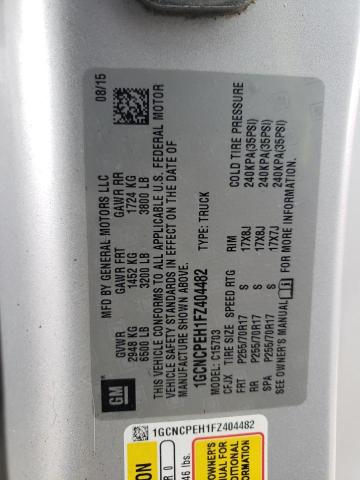 MFD BY GENERAL MOTORS LLC
08/15
GVWR GAWR FRT GAWR RR
2948 KG 1452 KG 1724 KG
6500 LB 3200 LB 3800 LB
THIS VEHICLE CONFORMS TO ALL APPLICABLE U.S. FEDERAL MOTOR
VEHICLE SAFETY STANDARDS IN EFFECT ON THE DATE OF
MANUFACTURE SHOWN ABOVE.
1GCNCPEH1FZ404482
TYPE: TRUCK
MODEL: C15703
CFJX TIRE SIZE SPEED RTG RIM COLD TIRE PRESSURE
FRT P255/70R17 S 17X8J 240KPA(35PSI)
RR P255/70R17 S 17X8J 240KPA(35PSI)
SPA P255/70R17 S 17X7J 240KPA(35PSI)
SEE OWNER'S MANUAL FOR MORE INFORMATION.
GM
1GCNCPEH1FZ404482
OWNER'S
MANUAL
FOR
ADDITIONAL